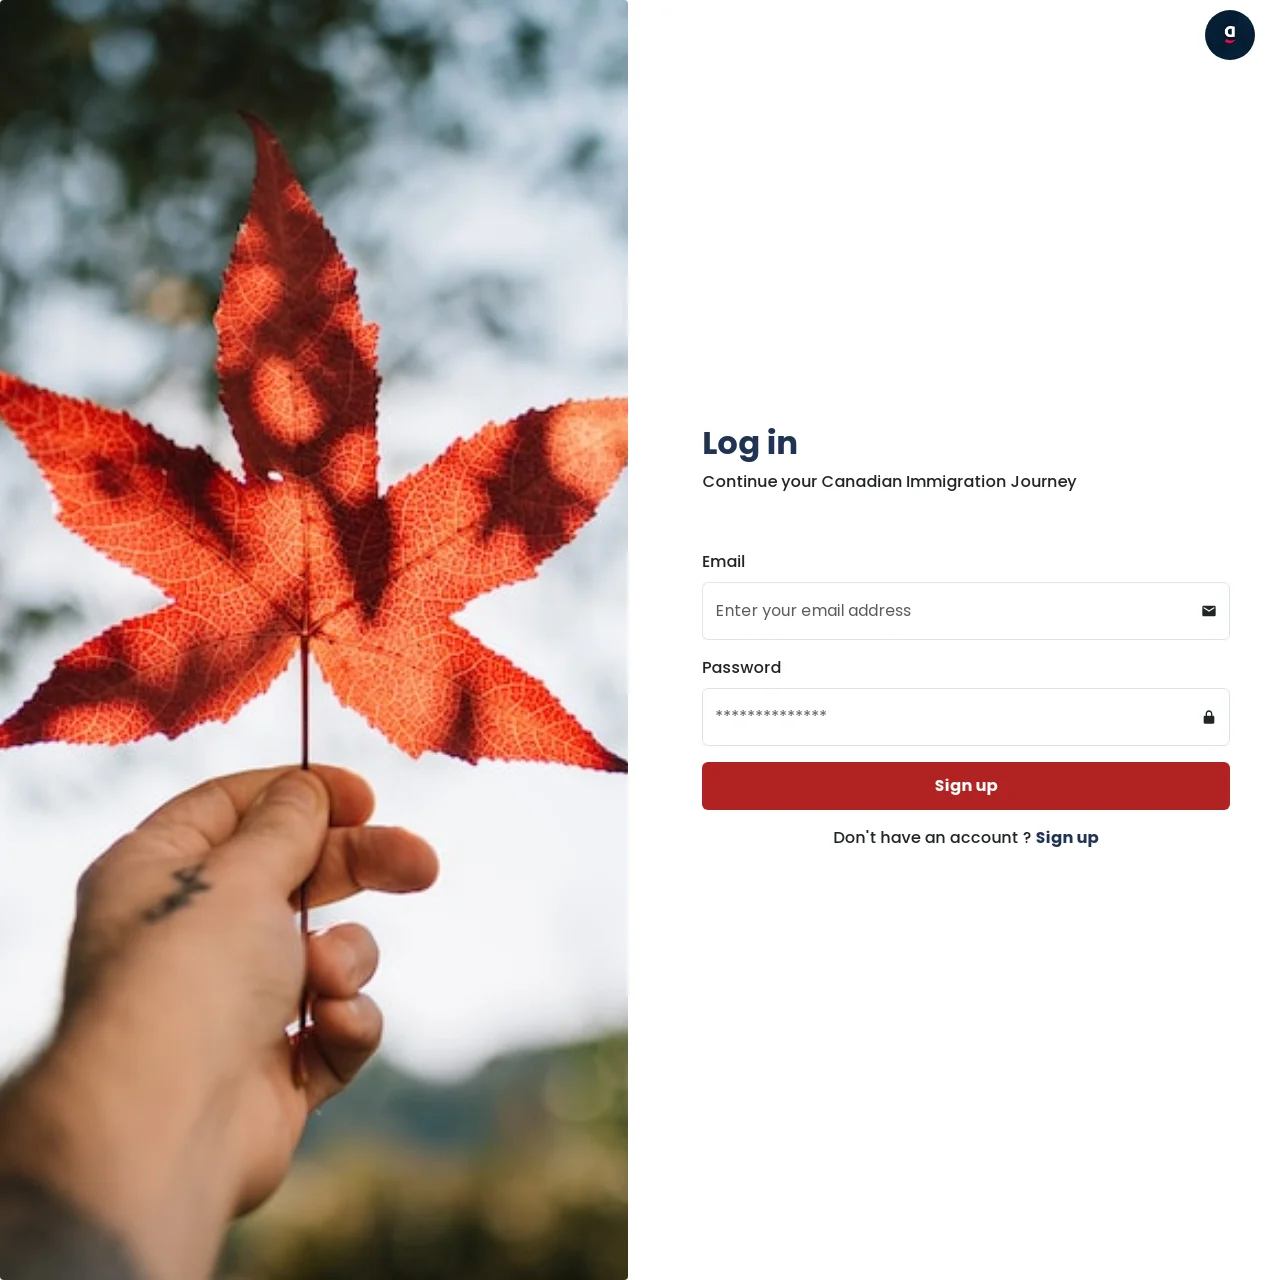 Log in
Continue your Canadian Immigration Journey
Email
Enter your email address
Password
**************
Sign up
Don't have an account ? Sign up